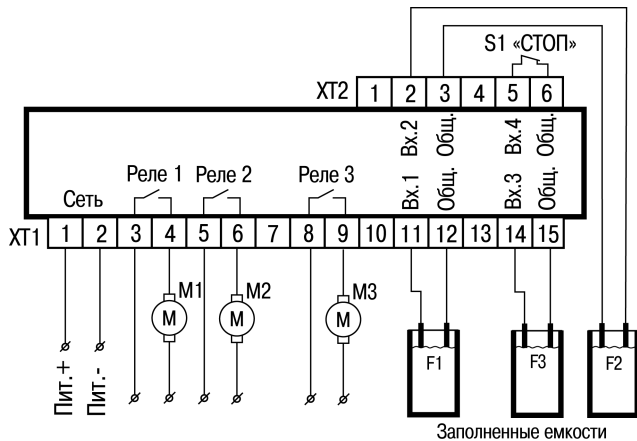 S1 «СТОП»
XT2 1 2 3 4 5 6
Вх.2 Общ. Вх.4 Общ.
Реле 1 Реле 2 Реле 3
Вх.1 Общ. Вх.3 Общ.
Сеть
XT1 1 2 3 4 5 6 7 8 9 10 11 12 13 14 15
M1 M2 M3
М М М
F1 F3 F2
Пит.+ Пит.-
Заполненные емкости